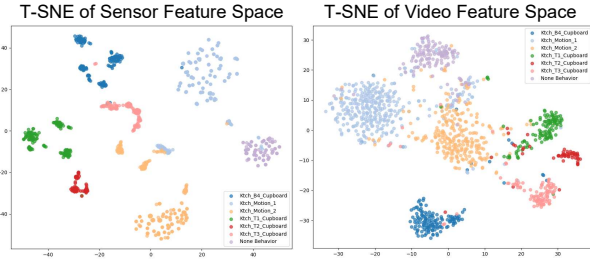 T-SNE of Sensor Feature Space
40
20
0
-20
-40
-40
-20
0
20
40
Ktch_B4_Cupboard
Ktch_Motion_1
Ktch_Motion_2
Ktch_T1_Cupboard
Ktch_T2_Cupboard
Ktch_T3_Cupboard
None Behavior
T-SNE of Video Feature Space
30
20
10
0
-10
-20
-30
-30
-20
-10
0
10
20
30
Ktch_B4_Cupboard
Ktch_Motion_1
Ktch_Motion_2
Ktch_T1_Cupboard
Ktch_T2_Cupboard
Ktch_T3_Cupboard
None Behavior